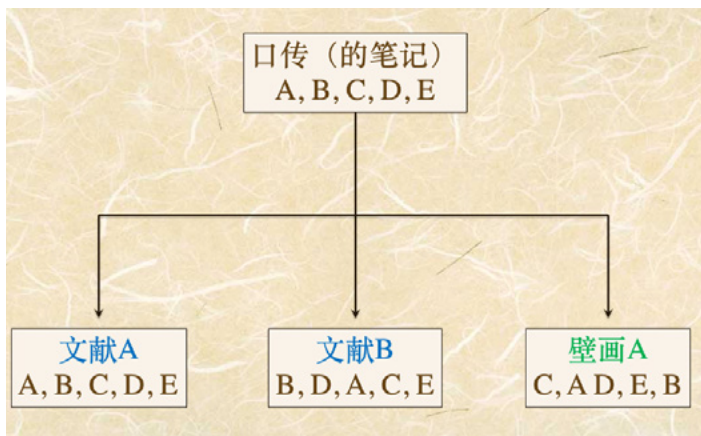 口传（的笔记）
A, B, C, D, E
文献A
A, B, C, D, E
文献B
B, D, A, C, E
壁画A
C, A D, E, B